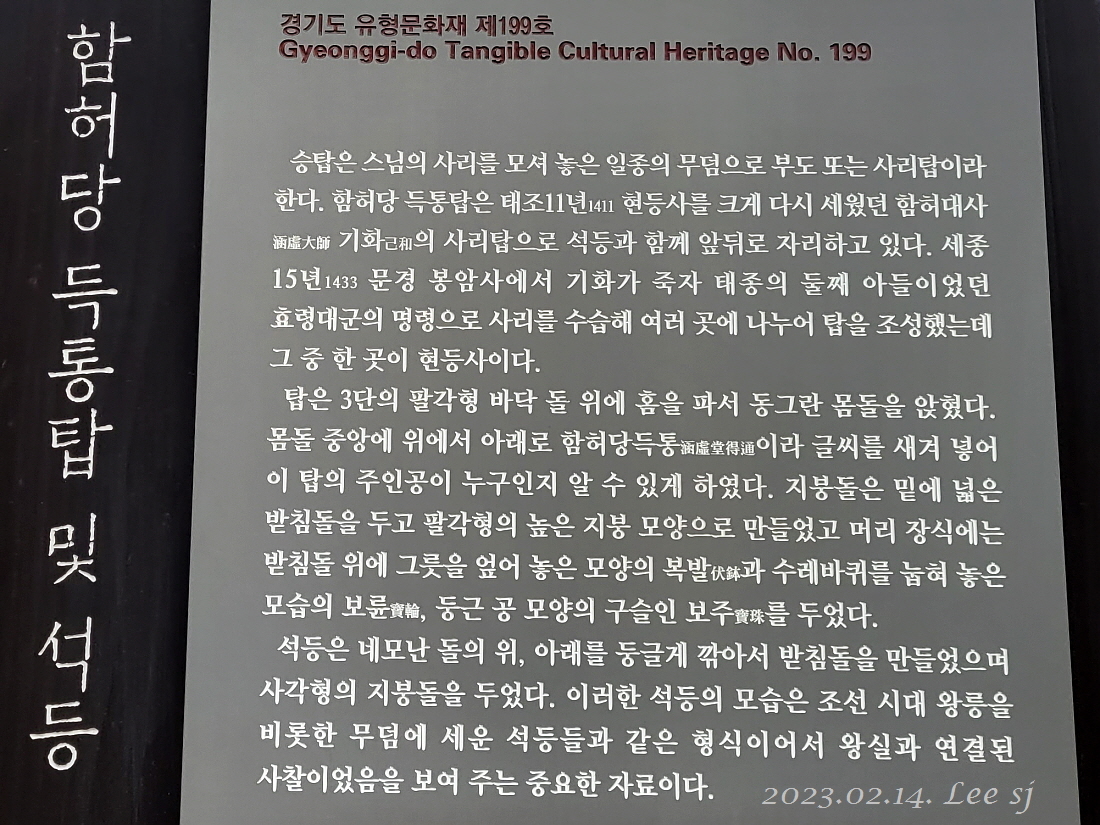 함허당 득통탑 및 석등
경기도 유형문화재 제199호
Gyeonggi-do Tangible Cultural Heritage No. 199
승탑은 스님의 사리를 모셔 놓은 일종의 무덤으로 부도 또는 사리탑이라
한다. 함허당 득통탑은 태조11년1411 현등사를 크게 다시 세웠던 함허대사
涵虛大師 기화己和의 사리탑으로 석등과 함께 앞뒤로 자리하고 있다. 세종
15년1433 문경 봉암사에서 기화가 죽자 태종의 둘째 아들이었던
효령대군의 명령으로 사리를 수습해 여러 곳에 나누어 탑을 조성했는데
그 중 한 곳이 현등사이다.
탑은 3단의 팔각형 바닥 돌 위에 홈을 파서 동그란 몸돌을 앉혔다.
몸돌 중앙에 위에서 아래로 함허당득통涵虛堂得通이라 글씨를 새겨 넣어
이 탑의 주인공이 누구인지 알 수 있게 하였다. 지붕돌은 밑에 넓은
받침돌을 두고 팔각형의 높은 지붕 모양으로 만들었고 머리 장식에는
받침돌 위에 그릇을 엎어 놓은 모양의 복발伏鉢과 수레바퀴를 눕혀 놓은
모습의 보륜寶輪, 둥근 공 모양의 구슬인 보주寶珠를 두었다.
석등은 네모난 돌의 위, 아래를 둥글게 깎아서 받침돌을 만들었으며
사각형의 지붕돌을 두었다. 이러한 석등의 모습은 조선 시대 왕릉을
비롯한 무덤에 세운 석등들과 같은 형식이어서 왕실과 연결된
사찰이었음을 보여 주는 중요한 자료이다.
2023.02.14. Lee sj